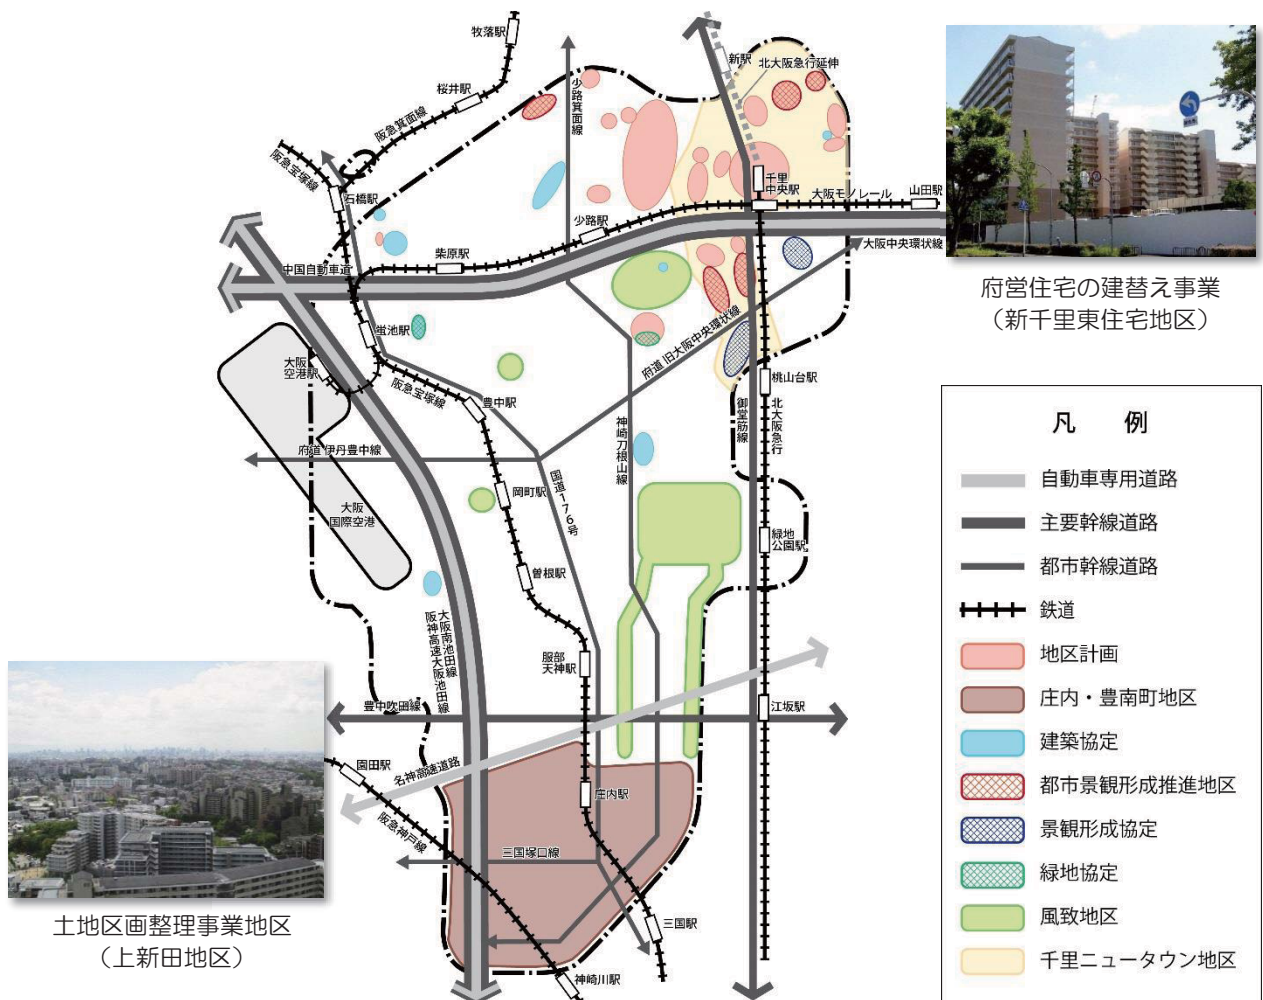 牧落駅
桜井駅
阪急箕面線
阪急宝塚線
石橋駅
少路箕面線
新駅
北大阪急行延伸
千里
中央駅
大阪モノレール
山田駅
少路駅
柴原駅
中国自動車道
大阪中央環状線
蛍池駅
大阪
空港駅
阪急宝塚線
豊中駅
府道 旧大阪中央環状線
桃山台駅
北大阪急行
御堂筋線
神崎刀根山線
府道 伊丹豊中線
国道176号
岡町駅
大阪
国際空港
緑地
公園駅
曽根駅
大阪南池田線
阪神高速大阪池田線
服部
天神駅
豊中吹田線
江坂駅
名神高速道路
園田駅
阪急神戸線
庄内駅
三国塚口線
三国駅
神崎川駅
府営住宅の建替え事業
（新千里東住宅地区）
土地区画整理事業地区
（上新田地区）
凡　例
自動車専用道路
主要幹線道路
都市幹線道路
鉄道
地区計画
庄内・豊南町地区
建築協定
都市景観形成推進地区
景観形成協定
緑地協定
風致地区
千里ニュータウン地区